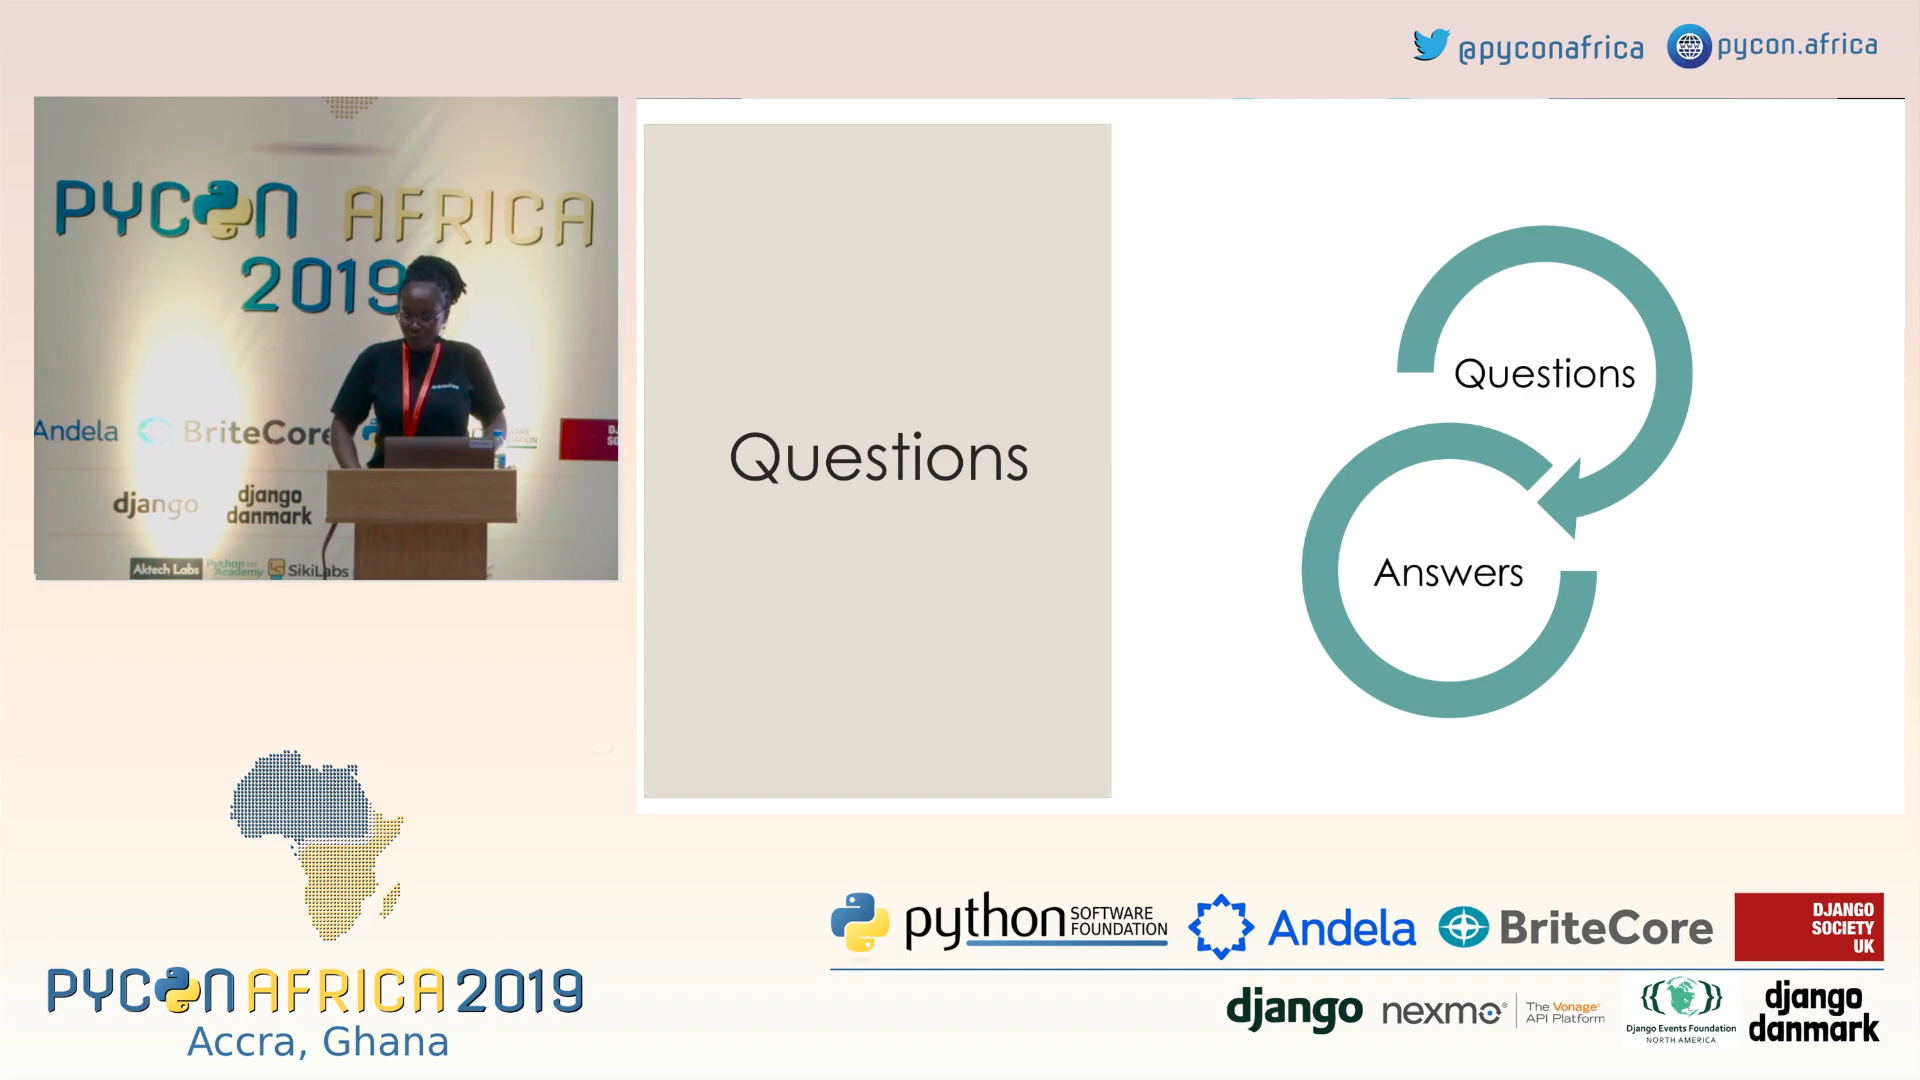 @pyconafrica
pycon.africa
PYCON AFRICA
2019
Andela
BriteCore
django
django
danmark
Aktech Labs
Python
Academy
SikiLabs
Questions
Questions
Answers
PYCON AFRICA 2019
Accra, Ghana
python SOFTWARE
FOUNDATION
Andela
BriteCore
DJANGO
SOCIETY
UK
django
nexmo
The Vonage
API Platform
Django Events Foundation
NORTH AMERICA
django
danmark